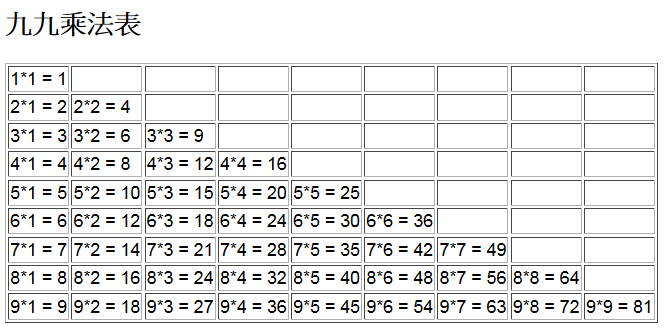 九九乘法表
1*1 = 1
2*1 = 2 2*2 = 4
3*1 = 3 3*2 = 6 3*3 = 9
4*1 = 4 4*2 = 8 4*3 = 12 4*4 = 16
5*1 = 5 5*2 = 10 5*3 = 15 5*4 = 20 5*5 = 25
6*1 = 6 6*2 = 12 6*3 = 18 6*4 = 24 6*5 = 30 6*6 = 36
7*1 = 7 7*2 = 14 7*3 = 21 7*4 = 28 7*5 = 35 7*6 = 42 7*7 = 49
8*1 = 8 8*2 = 16 8*3 = 24 8*4 = 32 8*5 = 40 8*6 = 48 8*7 = 56 8*8 = 64
9*1 = 9 9*2 = 18 9*3 = 27 9*4 = 36 9*5 = 45 9*6 = 54 9*7 = 63 9*8 = 72 9*9 = 81